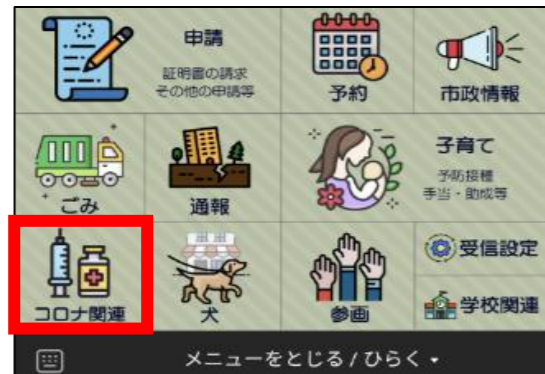 申請
証明書の請求
その他の申請等
予約
市政情報
ごみ
通報
子育て
予防接種
手当・助成等
コロナ関連
犬
参画
受信設定
学校関連
メニューをとじる / ひらく